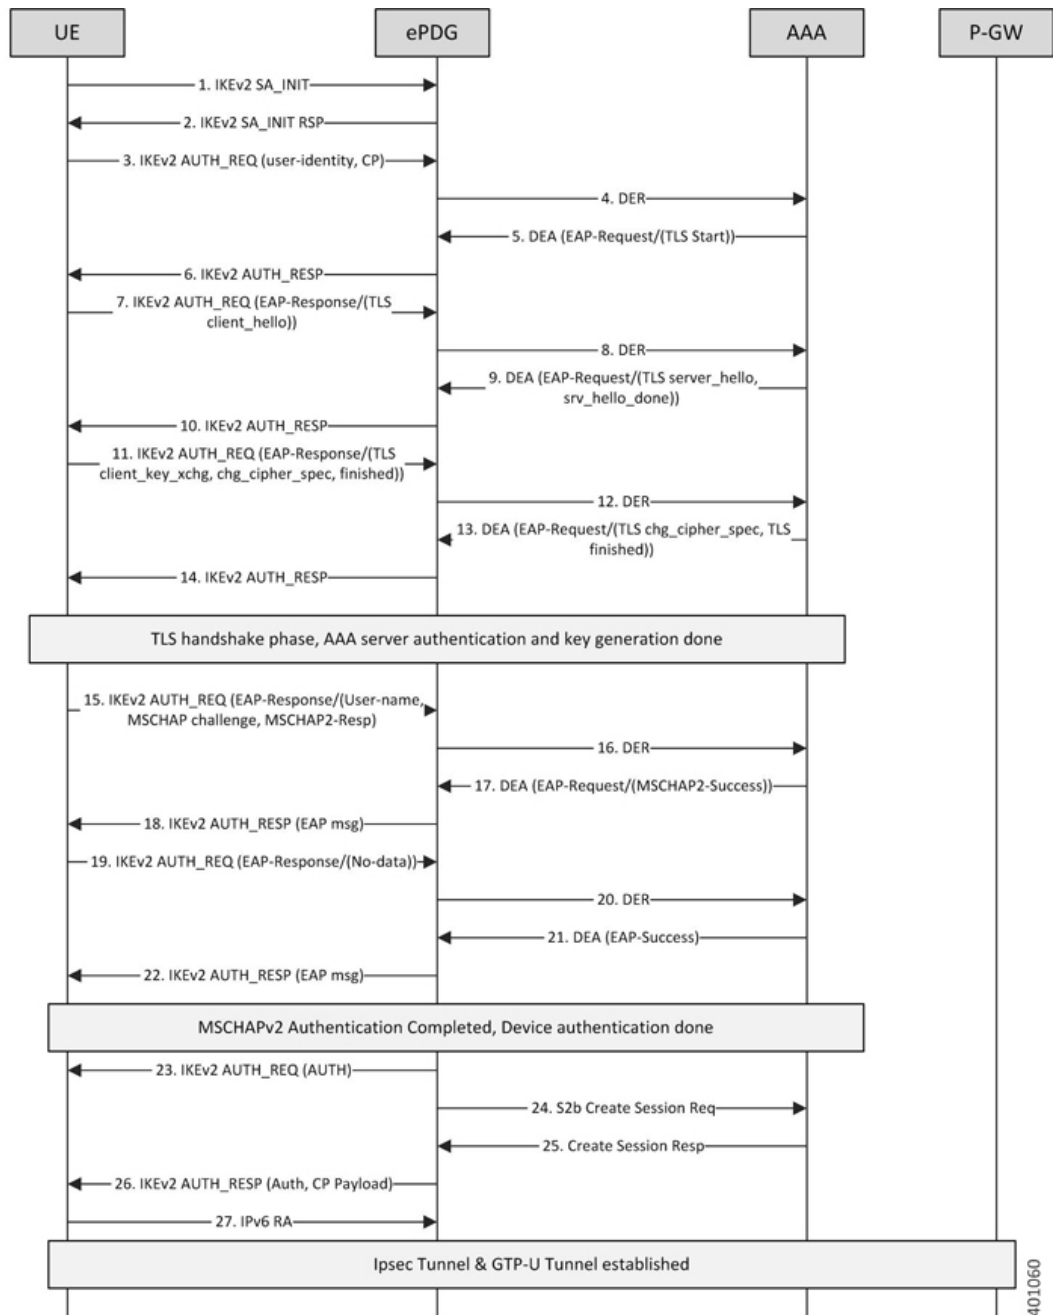 UE
ePDG
AAA
P-GW
1. IKEv2 SA_INIT
2. IKEv2 SA_INIT RSP
3. IKEv2 AUTH_REQ (user-identity, CP)
4. DER
5. DEA (EAP-Request/(TLS Start))
6. IKEv2 AUTH_RESP
7. IKEv2 AUTH_REQ (EAP-Response/(TLS
client_hello))
8. DER
9. DEA (EAP-Request/(TLS server_hello,
srv_hello_done))
10. IKEv2 AUTH_RESP
11. IKEv2 AUTH_REQ (EAP-Response/(TLS
client_key_xchg, chg_cipher_spec, finished))
12. DER
13. DEA (EAP-Request/(TLS chg_cipher_spec, TLS
finished))
14. IKEv2 AUTH_RESP
TLS handshake phase, AAA server authentication and key generation done
15. IKEv2 AUTH_REQ (EAP-Response/(User-name,
MSCHAP challenge, MSCHAP2-Resp)
16. DER
17. DEA (EAP-Request/(MSCHAP2-Success))
18. IKEv2 AUTH_RESP (EAP msg)
19. IKEv2 AUTH_REQ (EAP-Response/(No-data))
20. DER
21. DEA (EAP-Success)
22. IKEv2 AUTH_RESP (EAP msg)
MSCHAPv2 Authentication Completed, Device authentication done
23. IKEv2 AUTH_REQ (AUTH)
24. S2b Create Session Req
25. Create Session Resp
26. IKEv2 AUTH_RESP (Auth, CP Payload)
27. IPv6 RA
Ipsec Tunnel & GTP-U Tunnel established
401060